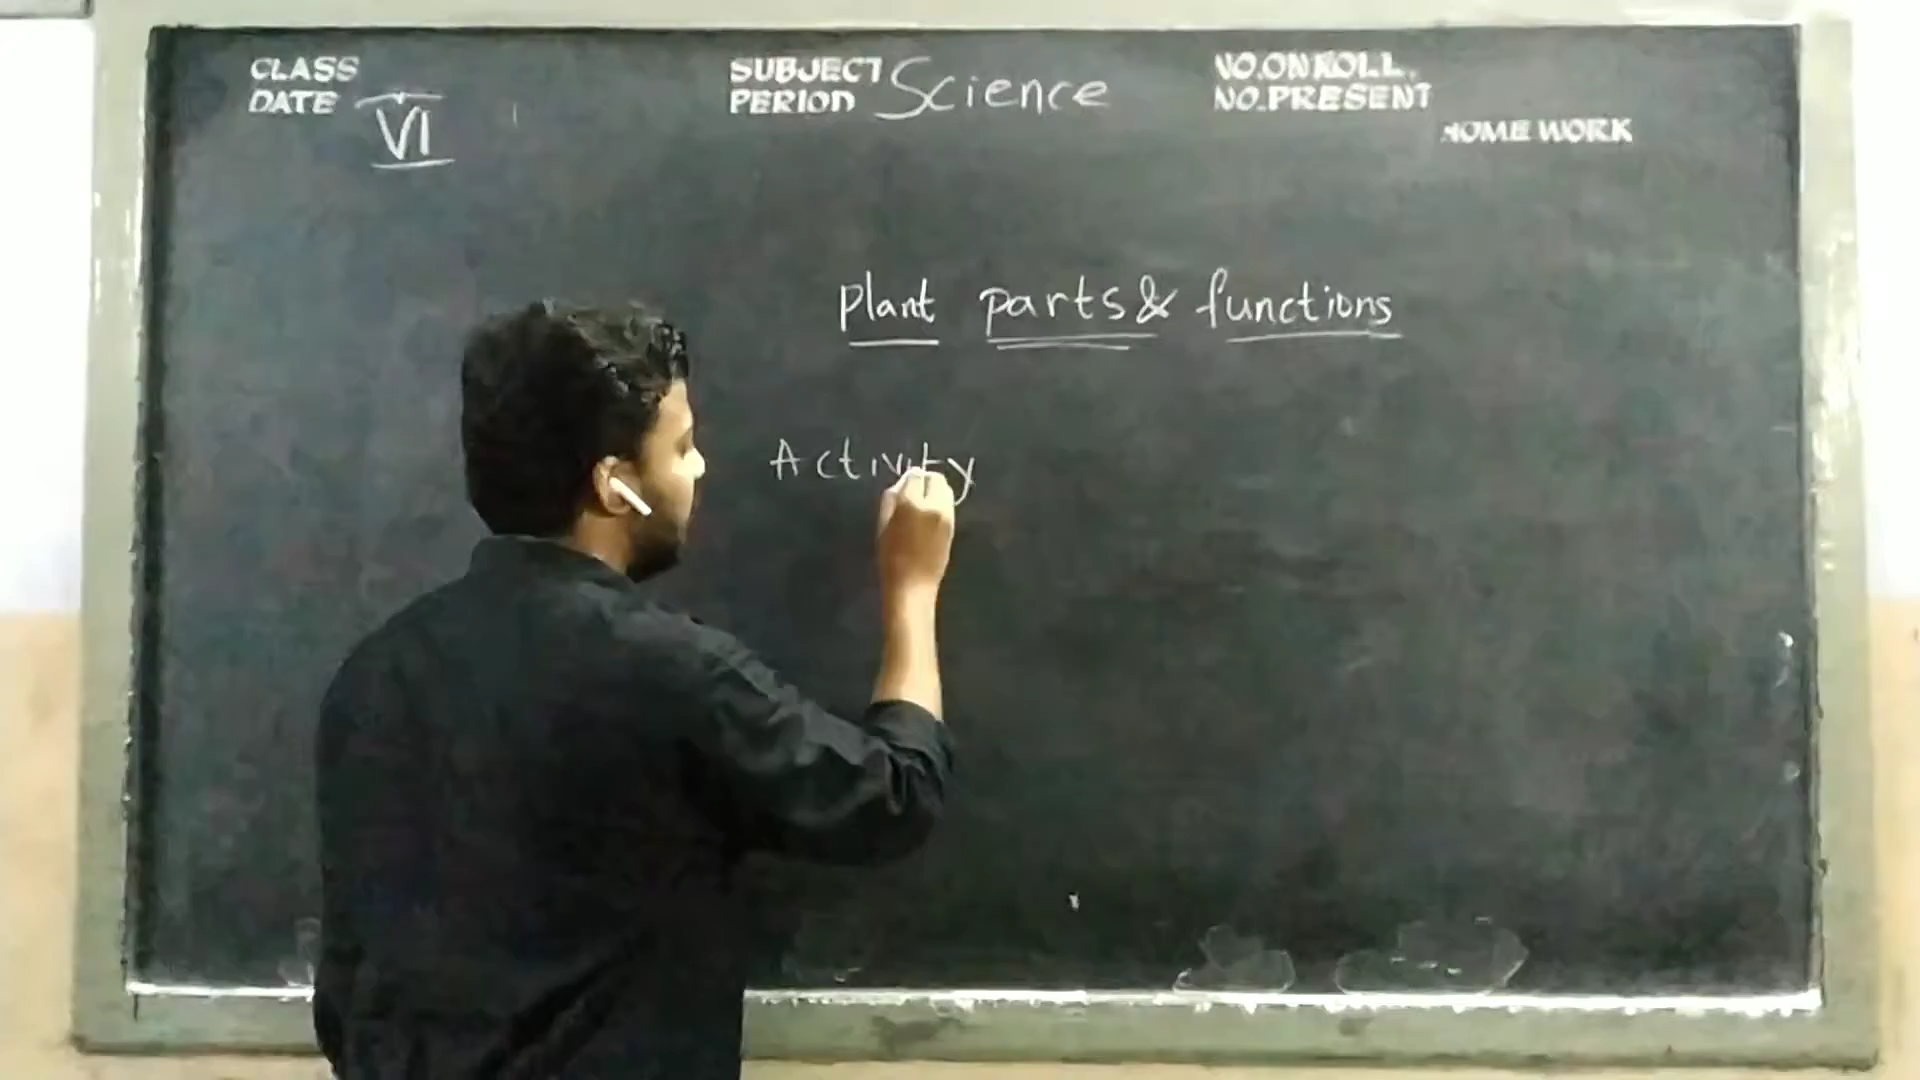 CLASS
DATE
VI
SUBJECT Science
PERIOD
NO.ON ROLL.
NO.PRESENT
HOME WORK
Plant parts & functions
Activity